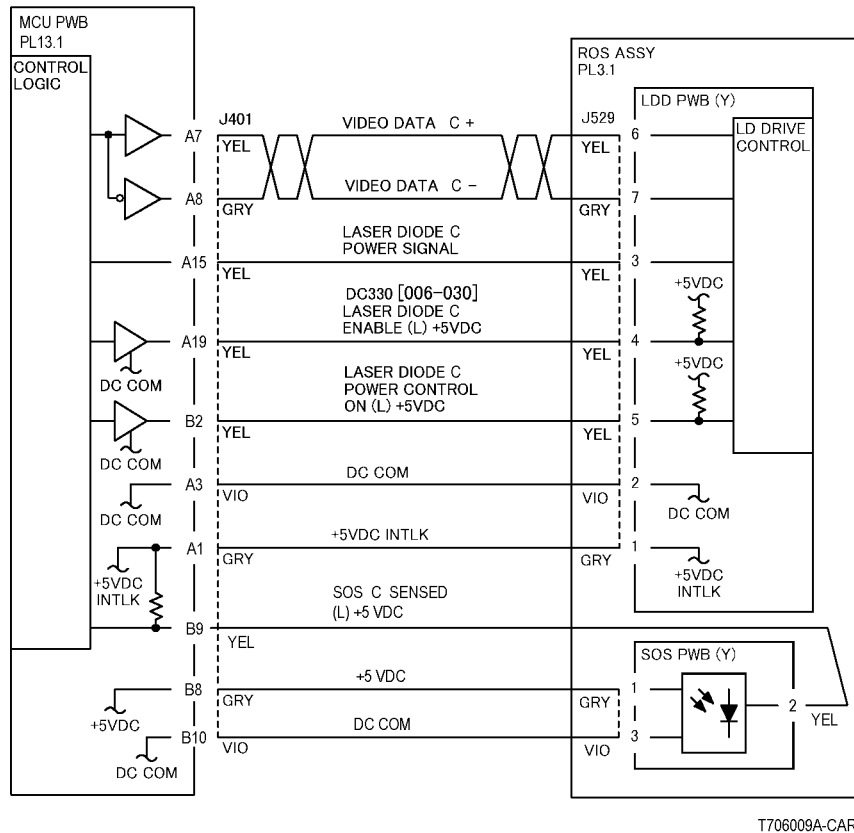 MCU PWB
PL13.1
CONTROL
LOGIC
ROS ASSY
PL3.1
LDD PWB (Y)
LD DRIVE
CONTROL
J401
J529
A7
YEL
VIDEO DATA C +
YEL
6
A8
GRY
VIDEO DATA C -
GRY
7
LASER DIODE C
POWER SIGNAL
A15
YEL
YEL
3
DC330 [006-030]
LASER DIODE C
ENABLE (L) +5VDC
+5VDC
A19
YEL
YEL
4
DC COM
LASER DIODE C
POWER CONTROL
ON (L) +5VDC
+5VDC
B2
YEL
YEL
5
DC COM
A3
VIO
DC COM
VIO
2
DC COM
DC COM
A1
GRY
+5VDC INTLK
GRY
1
+5VDC
INTLK
+5VDC
INTLK
SOS C SENSED
(L) +5 VDC
B9
YEL
SOS PWB (Y)
B8
GRY
+5 VDC
GRY
1
+5VDC
2
YEL
B10
VIO
DC COM
VIO
3
DC COM
T706009A-CAR